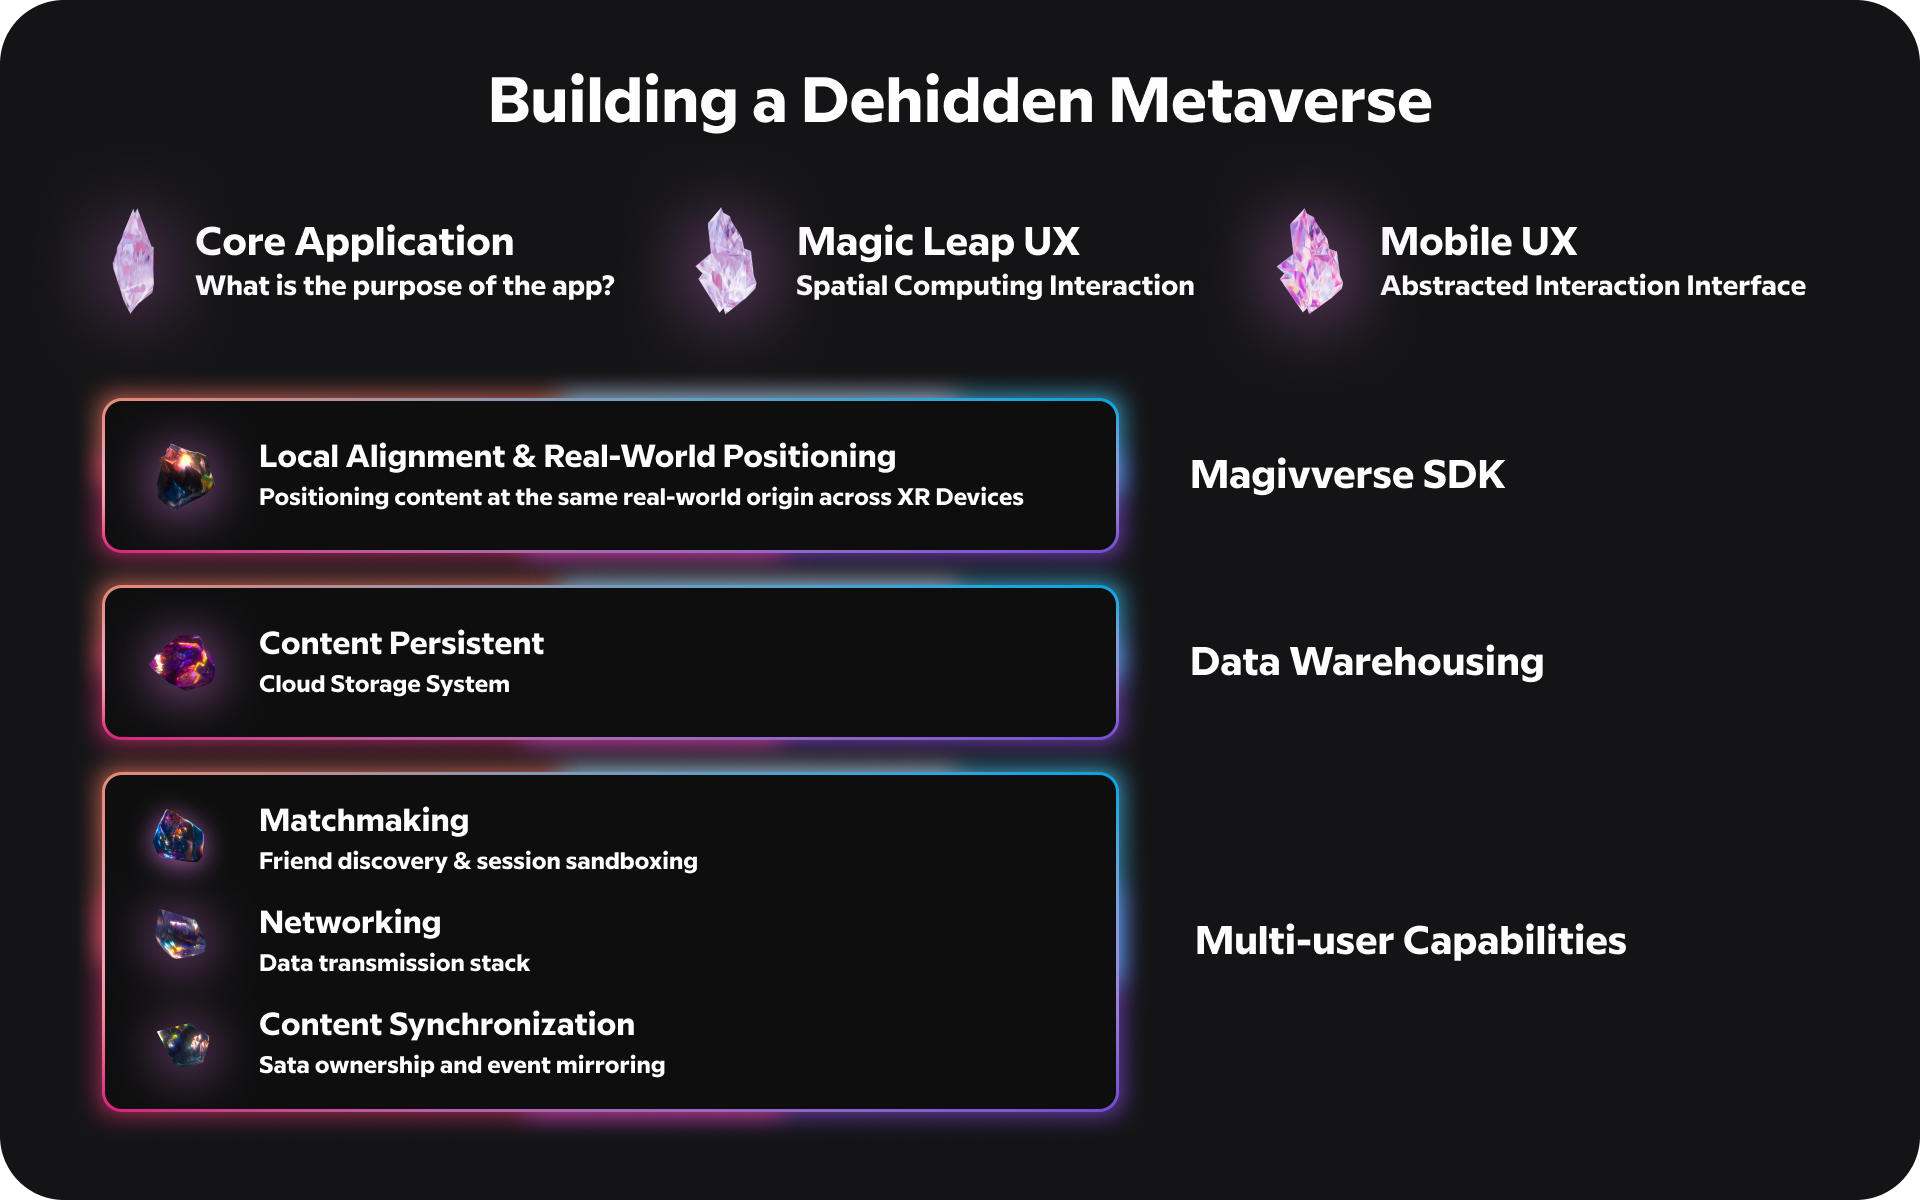 Building a Dehidden Metaverse
Core Application
What is the purpose of the app?
Magic Leap UX
Spatial Computing Interaction
Mobile UX
Abstracted Interaction Interface
Local Alignment & Real-World Positioning
Positioning content at the same real-world origin across XR Devices
Magivverse SDK
Content Persistent
Cloud Storage System
Data Warehousing
Matchmaking
Friend discovery & session sandboxing
Networking
Data transmission stack
Content Synchronization
Sata ownership and event mirroring
Multi-user Capabilities